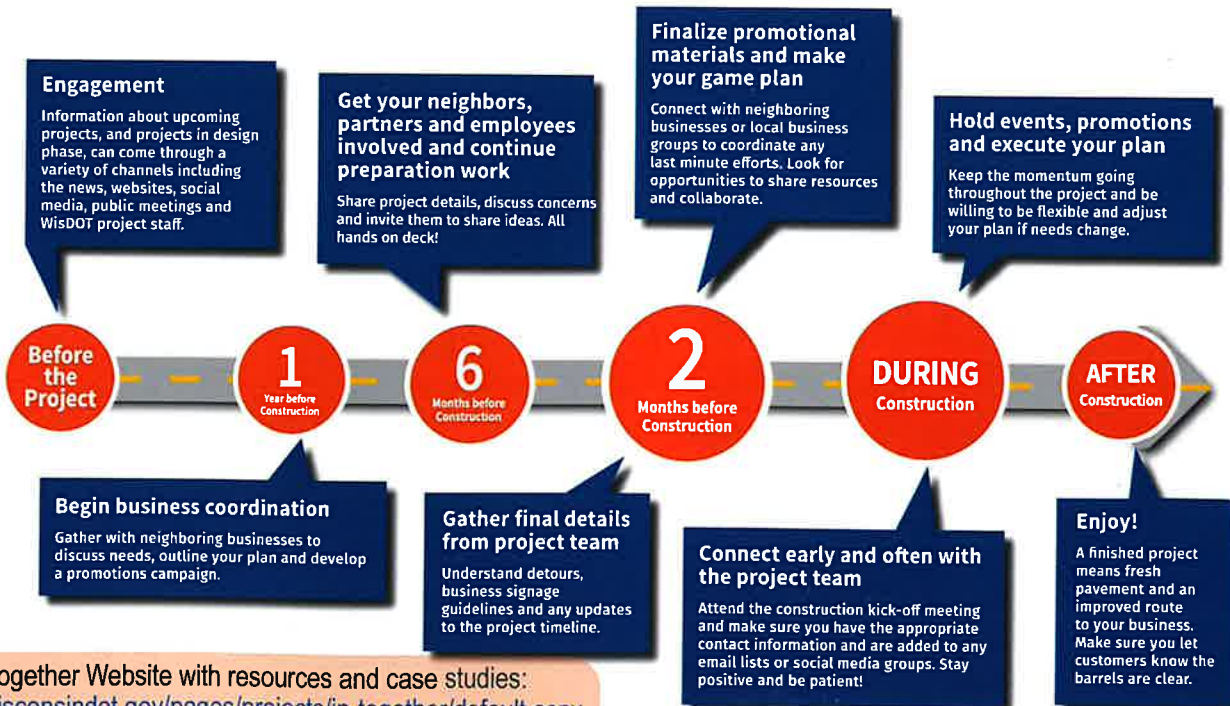 Engagement
Information about upcoming
projects, and projects in design
phase, can come through a
variety of channels including
the news, websites, social
media, public meetings and
WisDOT project staff.
Get your neighbors,
partners and employees
involved and continue
preparation work
Share project details, discuss concerns
and invite them to share ideas. All
hands on deck!
Finalize promotional
materials and make
your game plan
Connect with neighboring
businesses or local business
groups to coordinate any
last minute efforts. Look for
opportunities to share resources
and collaborate.
Hold events, promotions
and execute your plan
Keep the momentum going
throughout the project and be
willing to be flexible and adjust
your plan if needs change.
Before
the
Project
1
Year before
Construction
6
Months before
Construction
2
Months before
Construction
DURING
Construction
AFTER
Construction
Begin business coordination
Gather with neighboring businesses to
discuss needs, outline your plan and develop
a promotions campaign.
Gather final details
from project team
Understand detours,
business signage
guidelines and any updates
to the project timeline.
Connect early and often with
the project team
Attend the construction kick-off meeting
and make sure you have the appropriate
contact information and are added to any
email lists or social media groups. Stay
positive and be patient!
Enjoy!
A finished project
means fresh
pavement and an
improved route
to your business.
Make sure you let
customers know the
barrels are clear.
ogether Website with resources and case studies:
isconsindot.gov/pages/projects/in-together/default.aspx